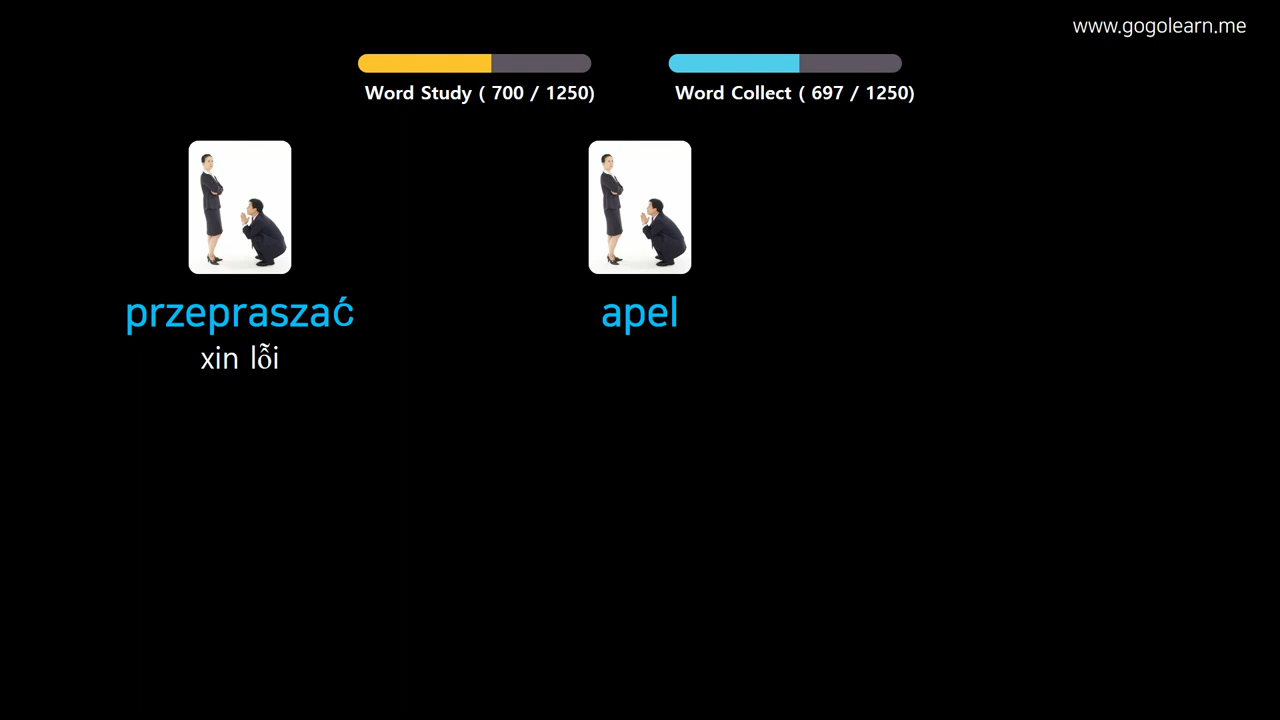 www.gogolearn.me
Word Study ( 700 / 1250)
Word Collect ( 697 / 1250)
przepraszać
apel
xin lỗi